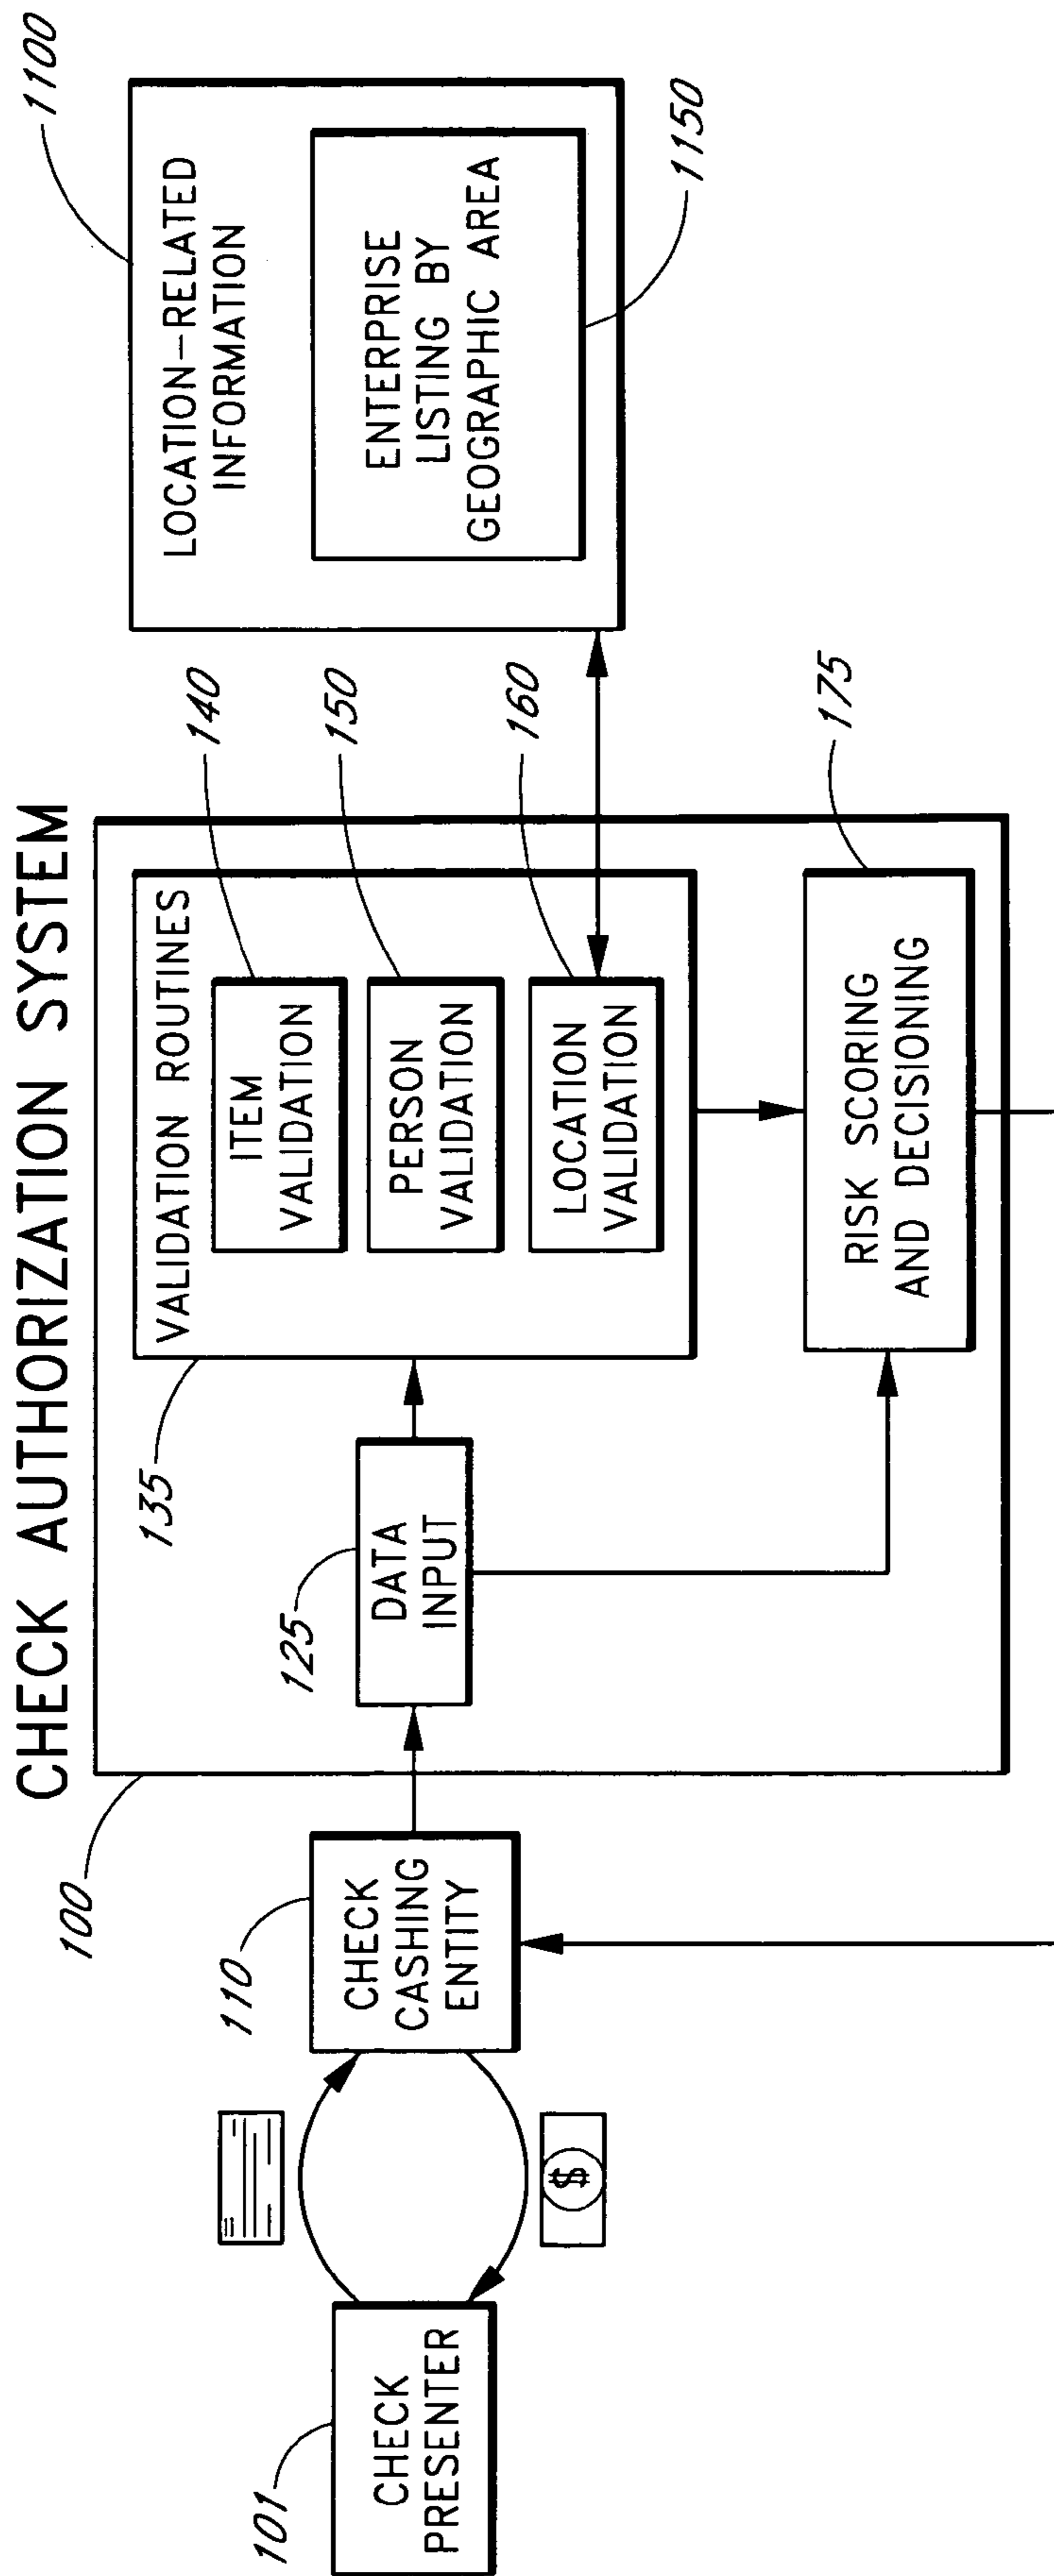 CHECK AUTHORIZATION SYSTEM
101
CHECK
PRESENTER
$
110
CHECK
CASHING
ENTITY
100
125
DATA
INPUT
135
VALIDATION ROUTINES
ITEM
VALIDATION
140
PERSON
VALIDATION
150
LOCATION
VALIDATION
160
RISK SCORING
AND DECISIONING
175
LOCATION-RELATED
INFORMATION
1100
ENTERPRISE
LISTING BY
GEOGRAPHIC AREA
1150